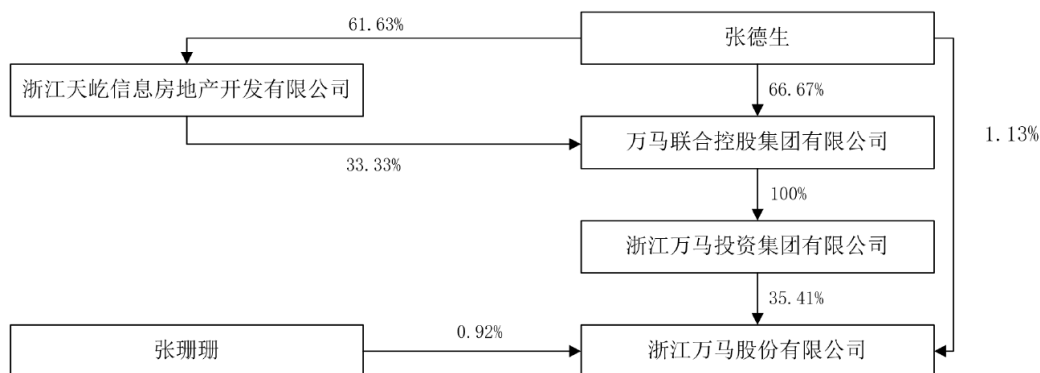 61.63%
张德生
浙江天屹信息房地产开发有限公司
66.67%
万马联合控股集团有限公司
1.13%
33.33%
100%
浙江万马投资集团有限公司
35.41%
张珊珊
0.92%
浙江万马股份有限公司